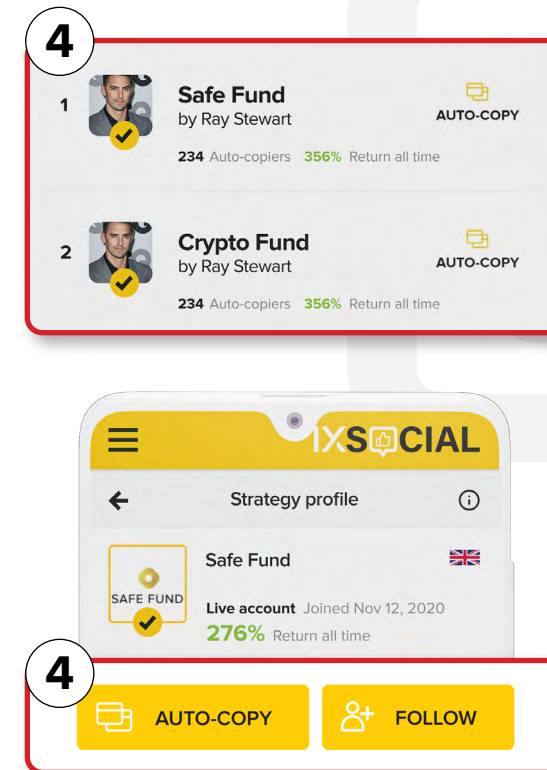 4
1
Safe Fund
by Ray Stewart
AUTO-COPY
234 Auto-copiers 356% Return all time
2
Crypto Fund
by Ray Stewart
AUTO-COPY
234 Auto-copiers 356% Return all time
IXSOCIAL
Strategy profile
SAFE FUND
Safe Fund
Live account Joined Nov 12, 2020
276% Return all time
4
AUTO-COPY
FOLLOW